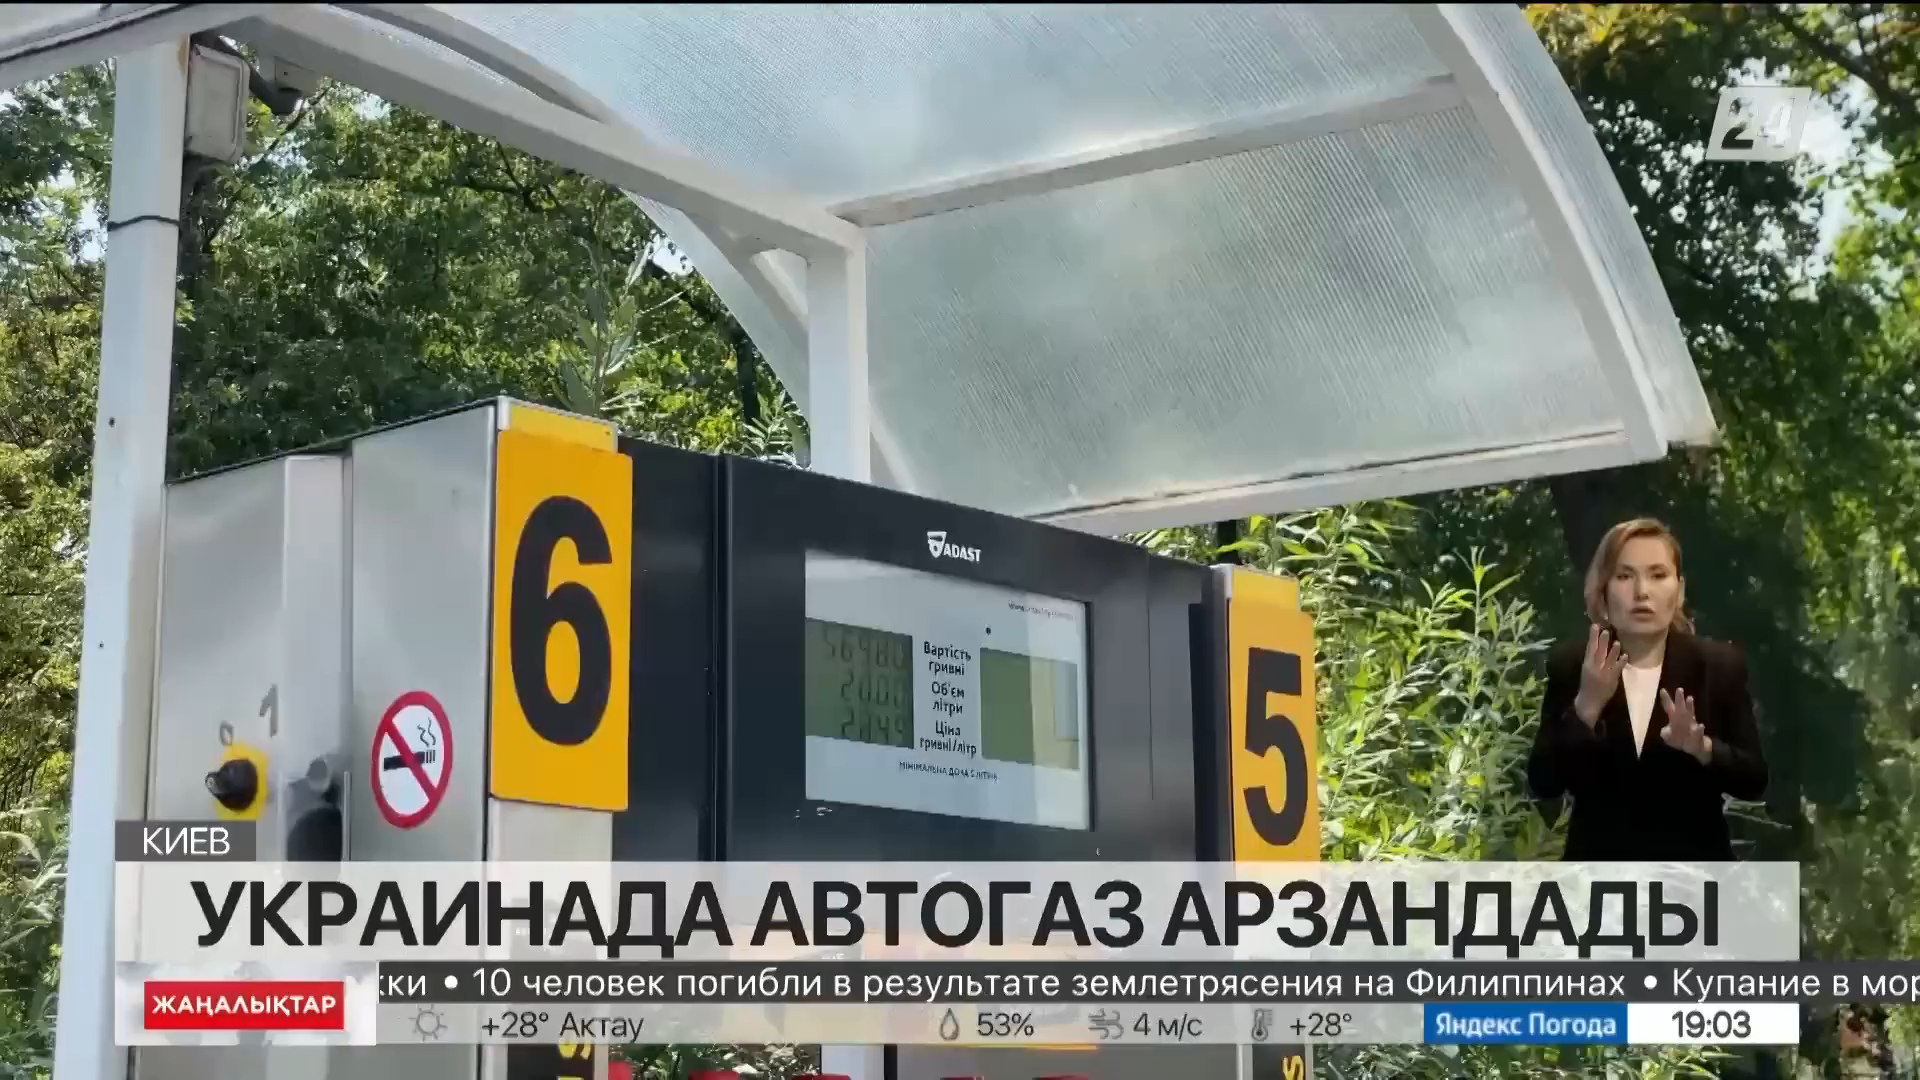 24
6
ADAST
Вартість
гривні
Об'єм
літри
Ціна
гривні/літр
МІНІМАЛЬНА ДОЗА 5 ЛІТРІВ
5
0
1
КИЕВ
УКРАИНАДА АВТОГАЗ АРЗАНДАДЫ
кки • 10 человек погибли в результате землетрясения на Филиппинах • Купание в мор
ЖАҢАЛЫҚТАР
+28° Актау 53% 4 м/с +28° Яндекс Погода 19:03